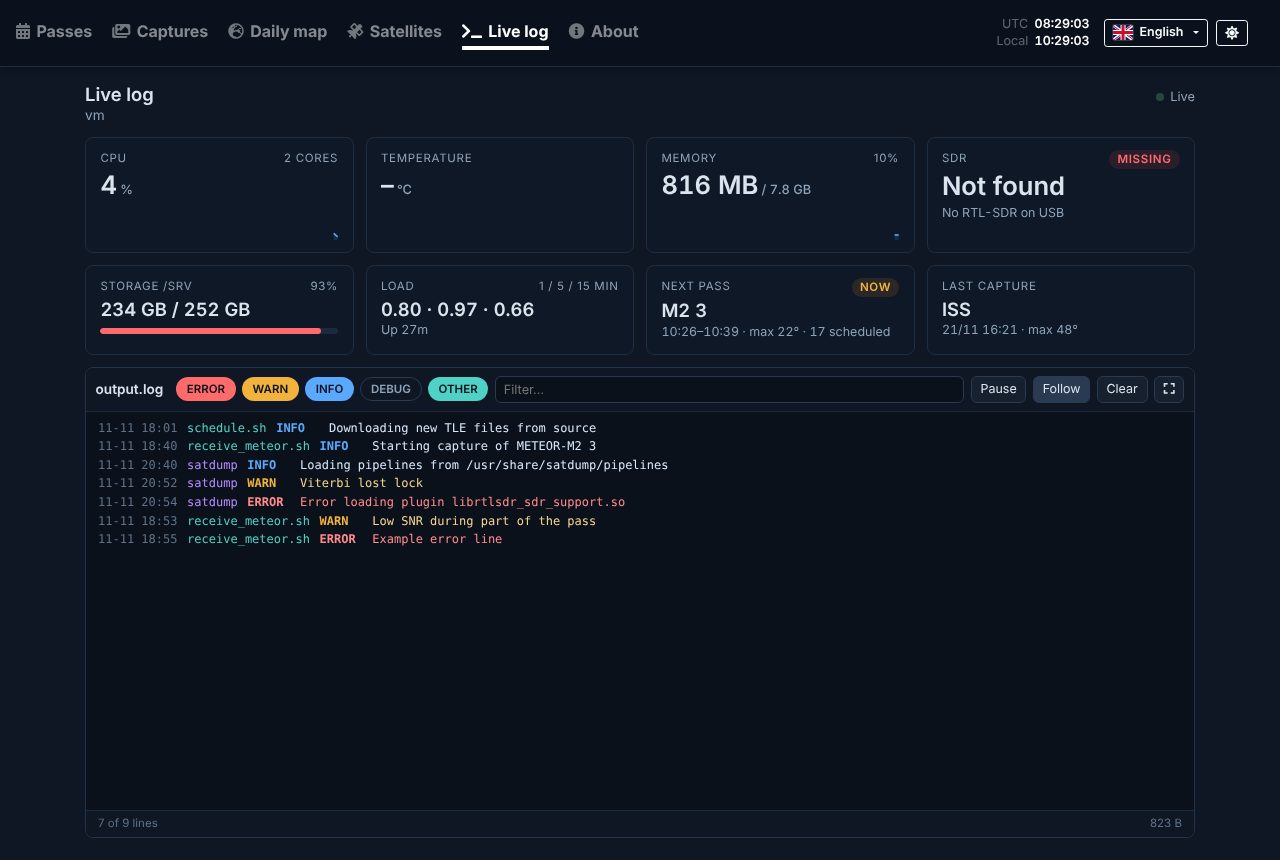 Passes Captures Daily map Satellites Live log About
UTC 08:29:03
Local 10:29:03
English
Live log
Live
vm
CPU 2 CORES
4 %
TEMPERATURE
– °C
MEMORY 10%
816 MB / 7.8 GB
SDR MISSING
Not found
No RTL-SDR on USB
STORAGE /SRV 93%
234 GB / 252 GB
LOAD 1 / 5 / 15 MIN
0.80 · 0.97 · 0.66
Up 27m
NEXT PASS NOW
M2 3
10:26–10:39 · max 22° · 17 scheduled
LAST CAPTURE
ISS
21/11 16:21 · max 48°
output.log ERROR WARN INFO DEBUG OTHER Filter... Pause Follow Clear
11-11 18:01 schedule.sh INFO Downloading new TLE files from source
11-11 18:40 receive_meteor.sh INFO Starting capture of METEOR-M2 3
11-11 20:40 satdump INFO Loading pipelines from /usr/share/satdump/pipelines
11-11 20:52 satdump WARN Viterbi lost lock
11-11 20:54 satdump ERROR Error loading plugin librtlsdr_sdr_support.so
11-11 18:53 receive_meteor.sh WARN Low SNR during part of the pass
11-11 18:55 receive_meteor.sh ERROR Example error line
7 of 9 lines 823 B